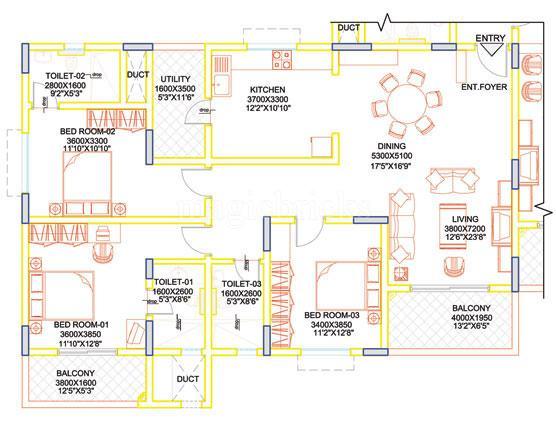 DUCT
ENTRY
ENT.FOYER
TOILET-02
2800X1600
9'2"X5'3"
drop
DUCT
UTILITY
1600X3500
5'3"X11'6"
drop
KITCHEN
3700X3300
12'2"X10'10"
DINING
5300X5100
17'5"X16'9"
BED ROOM-02
3600X3300
11'10"X10'10"
LIVING
3800X7200
12'6"X23'8"
TOILET-01
1600X2600
5'3"X8'6"
drop
TOILET-03
1600X2600
5'3"X8'6"
drop
BED ROOM-01
3600X3850
11'10"X12'8"
BED ROOM-03
3400X3850
11'2"X12'8"
BALCONY
4000X1950
13'2"X6'5"
BALCONY
3800X1600
12'5"X5'3"
DUCT